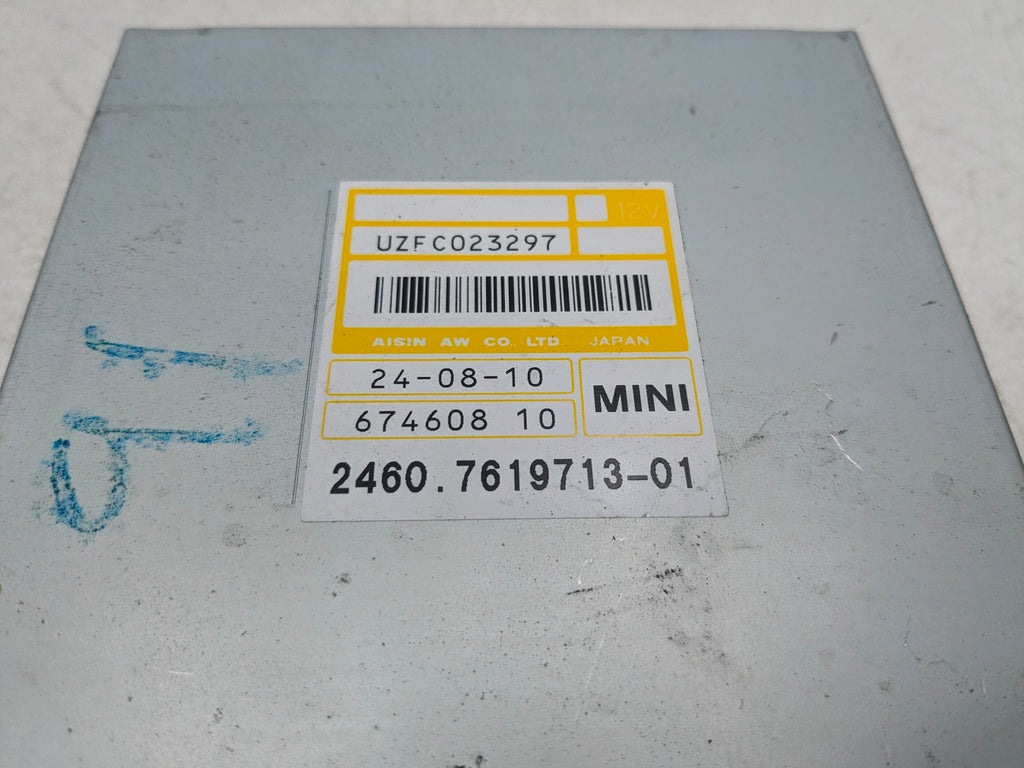 12V
UZFC023297
AISIN AW CO., LTD. JAPAN
24-08-10
MINI
674608 10
2460.7619713-01